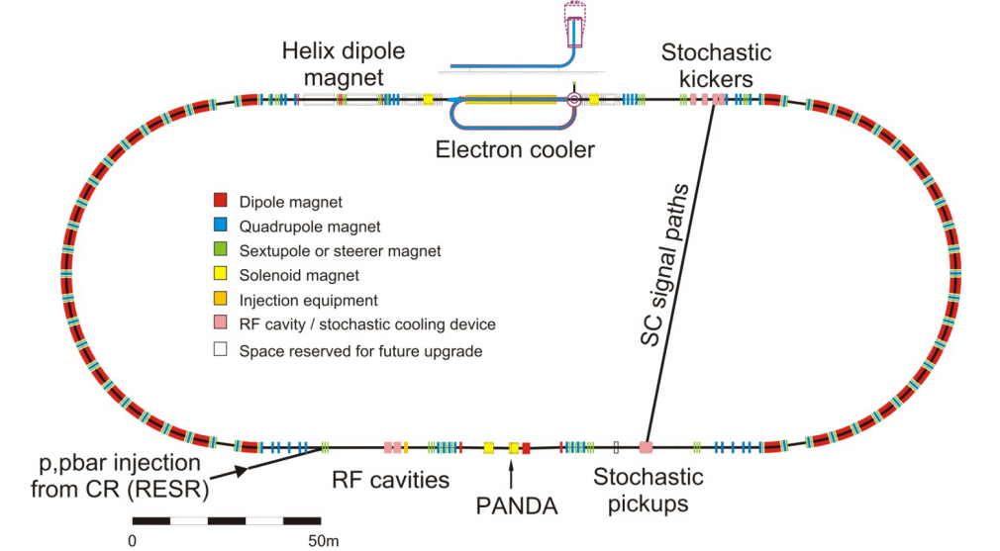 Helix dipole
magnet
Stochastic
kickers
Electron cooler
Dipole magnet
Quadrupole magnet
Sextupole or steerer magnet
Solenoid magnet
Injection equipment
RF cavity / stochastic cooling device
Space reserved for future upgrade
SC signal paths
p,pbar injection
from CR (RESR)
RF cavities
PANDA
Stochastic
pickups
0
50m